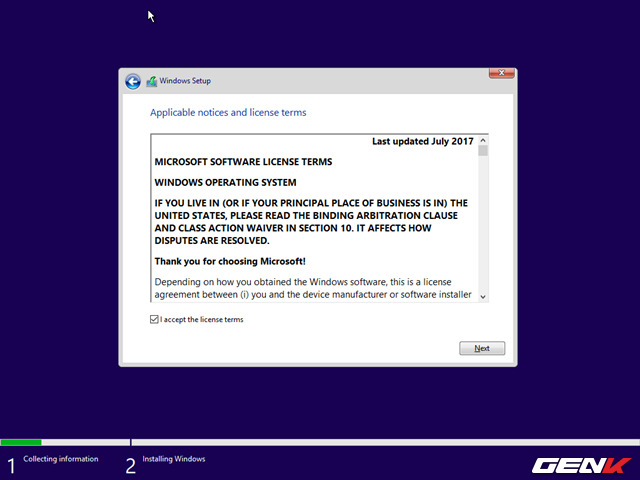 Windows Setup
Applicable notices and license terms
Last updated July 2017
MICROSOFT SOFTWARE LICENSE TERMS
WINDOWS OPERATING SYSTEM
IF YOU LIVE IN (OR IF YOUR PRINCIPAL PLACE OF BUSINESS IS IN) THE
UNITED STATES, PLEASE READ THE BINDING ARBITRATION CLAUSE
AND CLASS ACTION WAIVER IN SECTION 10. IT AFFECTS HOW
DISPUTES ARE RESOLVED.
Thank you for choosing Microsoft!
Depending on how you obtained the Windows software, this is a license
agreement between (i) you and the device manufacturer or software installer
I accept the license terms
Next
1 Collecting information
2 Installing Windows
GENK